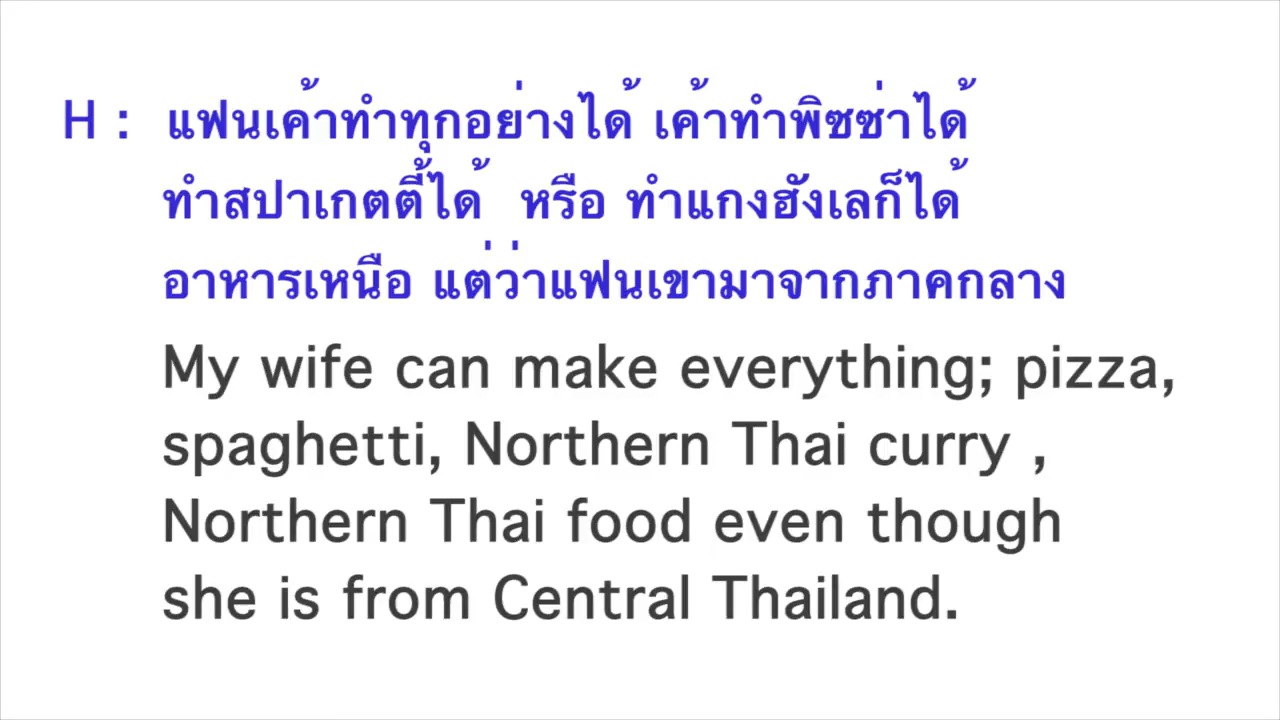 H : แฟนเค้าทำทุกอย่างได้ เค้าทำพิซซ่าได้
ทำสปาเกตตี้ได้ หรือ ทำแกงฮังเลก็ได้
อาหารเหนือ แต่ว่าแฟนเขามาจากภาคกลาง
My wife can make everything; pizza,
spaghetti, Northern Thai curry ,
Northern Thai food even though
she is from Central Thailand.